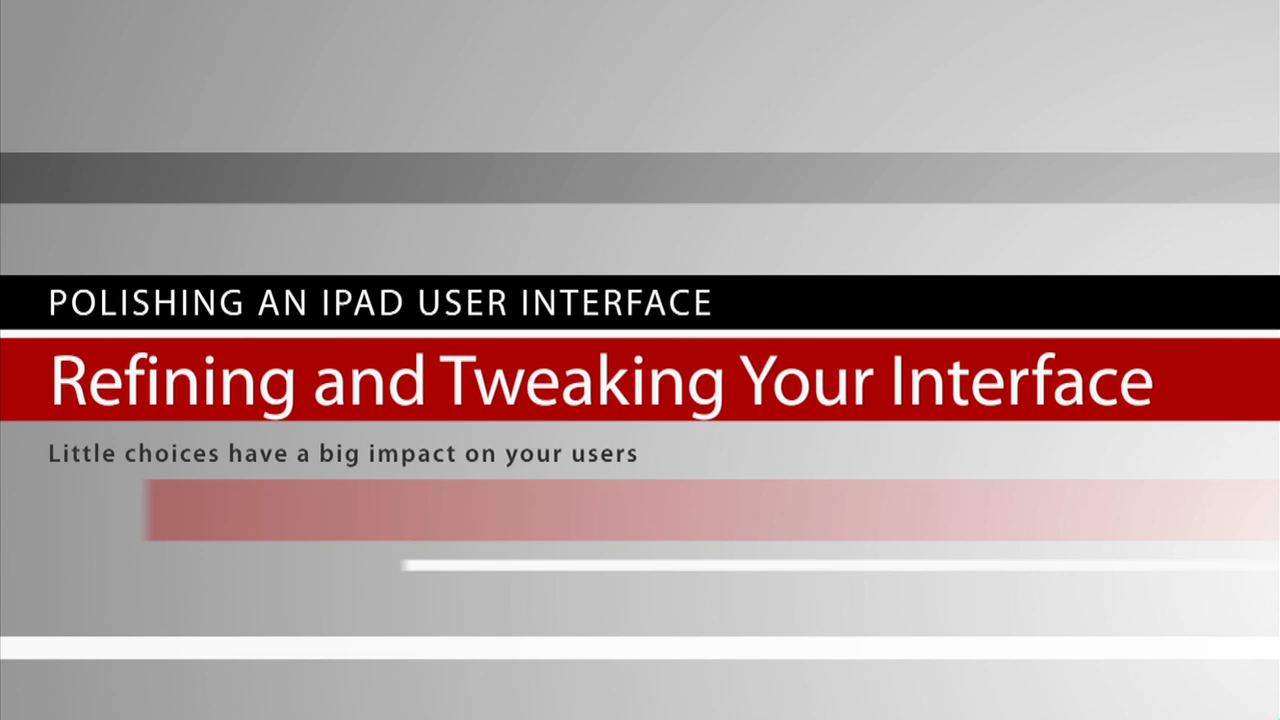 POLISHING AN IPAD USER INTERFACE
Refining and Tweaking Your Interface
Little choices have a big impact on your users